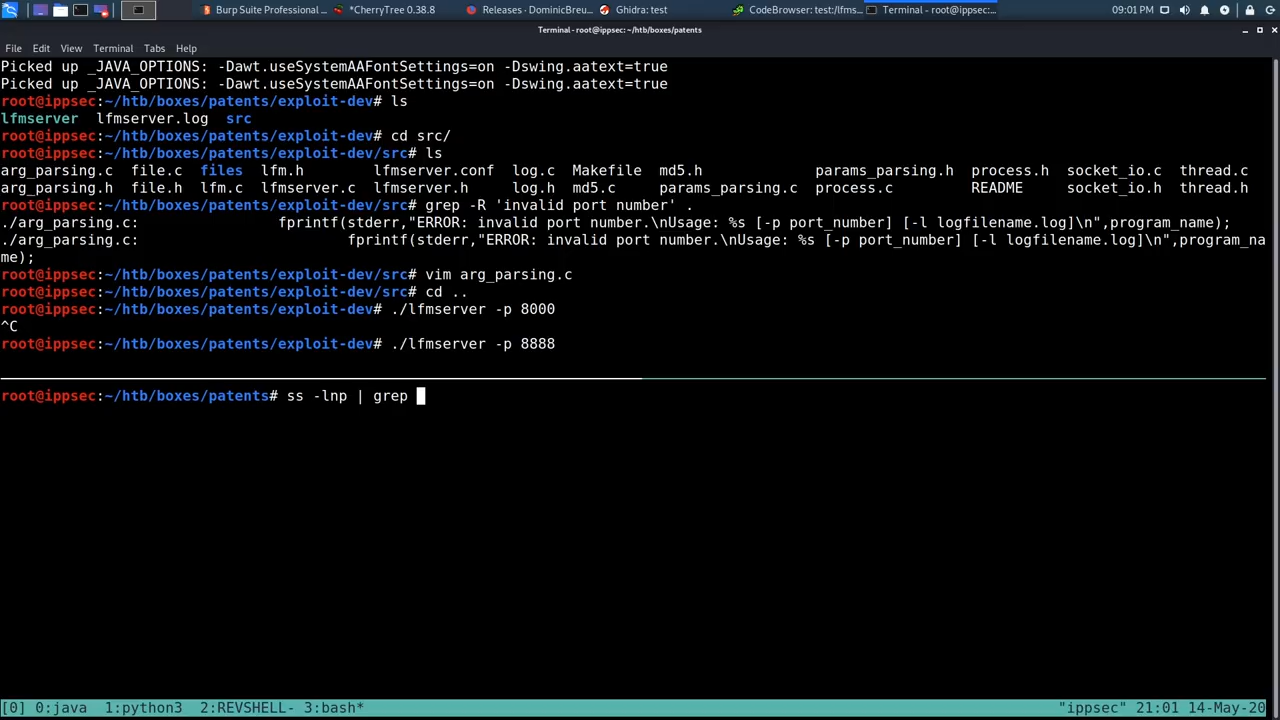 Burp Suite Professional ... *CherryTree 0.38.8 Releases - DominicBreu... Ghidra: test CodeBrowser: test:/lfms... Terminal - root@ippsec:... 09:01 PM
Terminal - root@ippsec:~/htb/boxes/patents
File Edit View Terminal Tabs Help
Picked up _JAVA_OPTIONS: -Dawt.useSystemAAFontSettings=on -Dswing.aatext=true
Picked up _JAVA_OPTIONS: -Dawt.useSystemAAFontSettings=on -Dswing.aatext=true
root@ippsec:~/htb/boxes/patents/exploit-dev# ls
lfmserver lfmserver.log src
root@ippsec:~/htb/boxes/patents/exploit-dev# cd src/
root@ippsec:~/htb/boxes/patents/exploit-dev/src# ls
arg_parsing.c file.c files lfm.h lfmserver.conf log.c Makefile md5.h params_parsing.h process.h socket_io.c thread.c
arg_parsing.h file.h lfm.c lfmserver.c lfmserver.h log.h md5.c params_parsing.c process.c README socket_io.h thread.h
root@ippsec:~/htb/boxes/patents/exploit-dev/src# grep -R 'invalid port number' .
./arg_parsing.c: fprintf(stderr,"ERROR: invalid port number.\nUsage: %s [-p port_number] [-l logfilename.log]\n",program_name);
./arg_parsing.c: fprintf(stderr,"ERROR: invalid port number.\nUsage: %s [-p port_number] [-l logfilename.log]\n",program_na
me);
root@ippsec:~/htb/boxes/patents/exploit-dev/src# vim arg_parsing.c
root@ippsec:~/htb/boxes/patents/exploit-dev/src# cd ..
root@ippsec:~/htb/boxes/patents/exploit-dev# ./lfmserver -p 8000
^C
root@ippsec:~/htb/boxes/patents/exploit-dev# ./lfmserver -p 8888
root@ippsec:~/htb/boxes/patents# ss -lnp | grep
[0] 0:java 1:python3 2:REVSHELL- 3:bash* "ippsec" 21:01 14-May-20